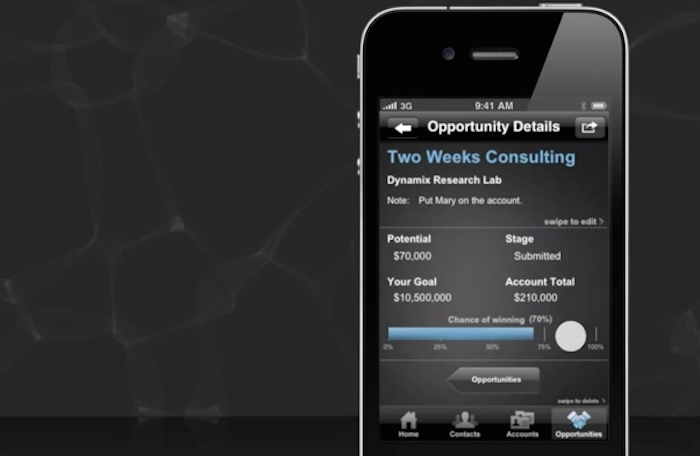 3G 9:41 AM
Opportunity Details
Two Weeks Consulting
Dynamix Research Lab
Note: Put Mary on the account.
swipe to edit >
Potential Stage
$70,000 Submitted
Your Goal Account Total
$10,500,000 $210,000
Chance of winning (70%)
0% 25% 50% 75% 100%
Opportunities
swipe to delete >
Home Contacts Accounts Opportunities